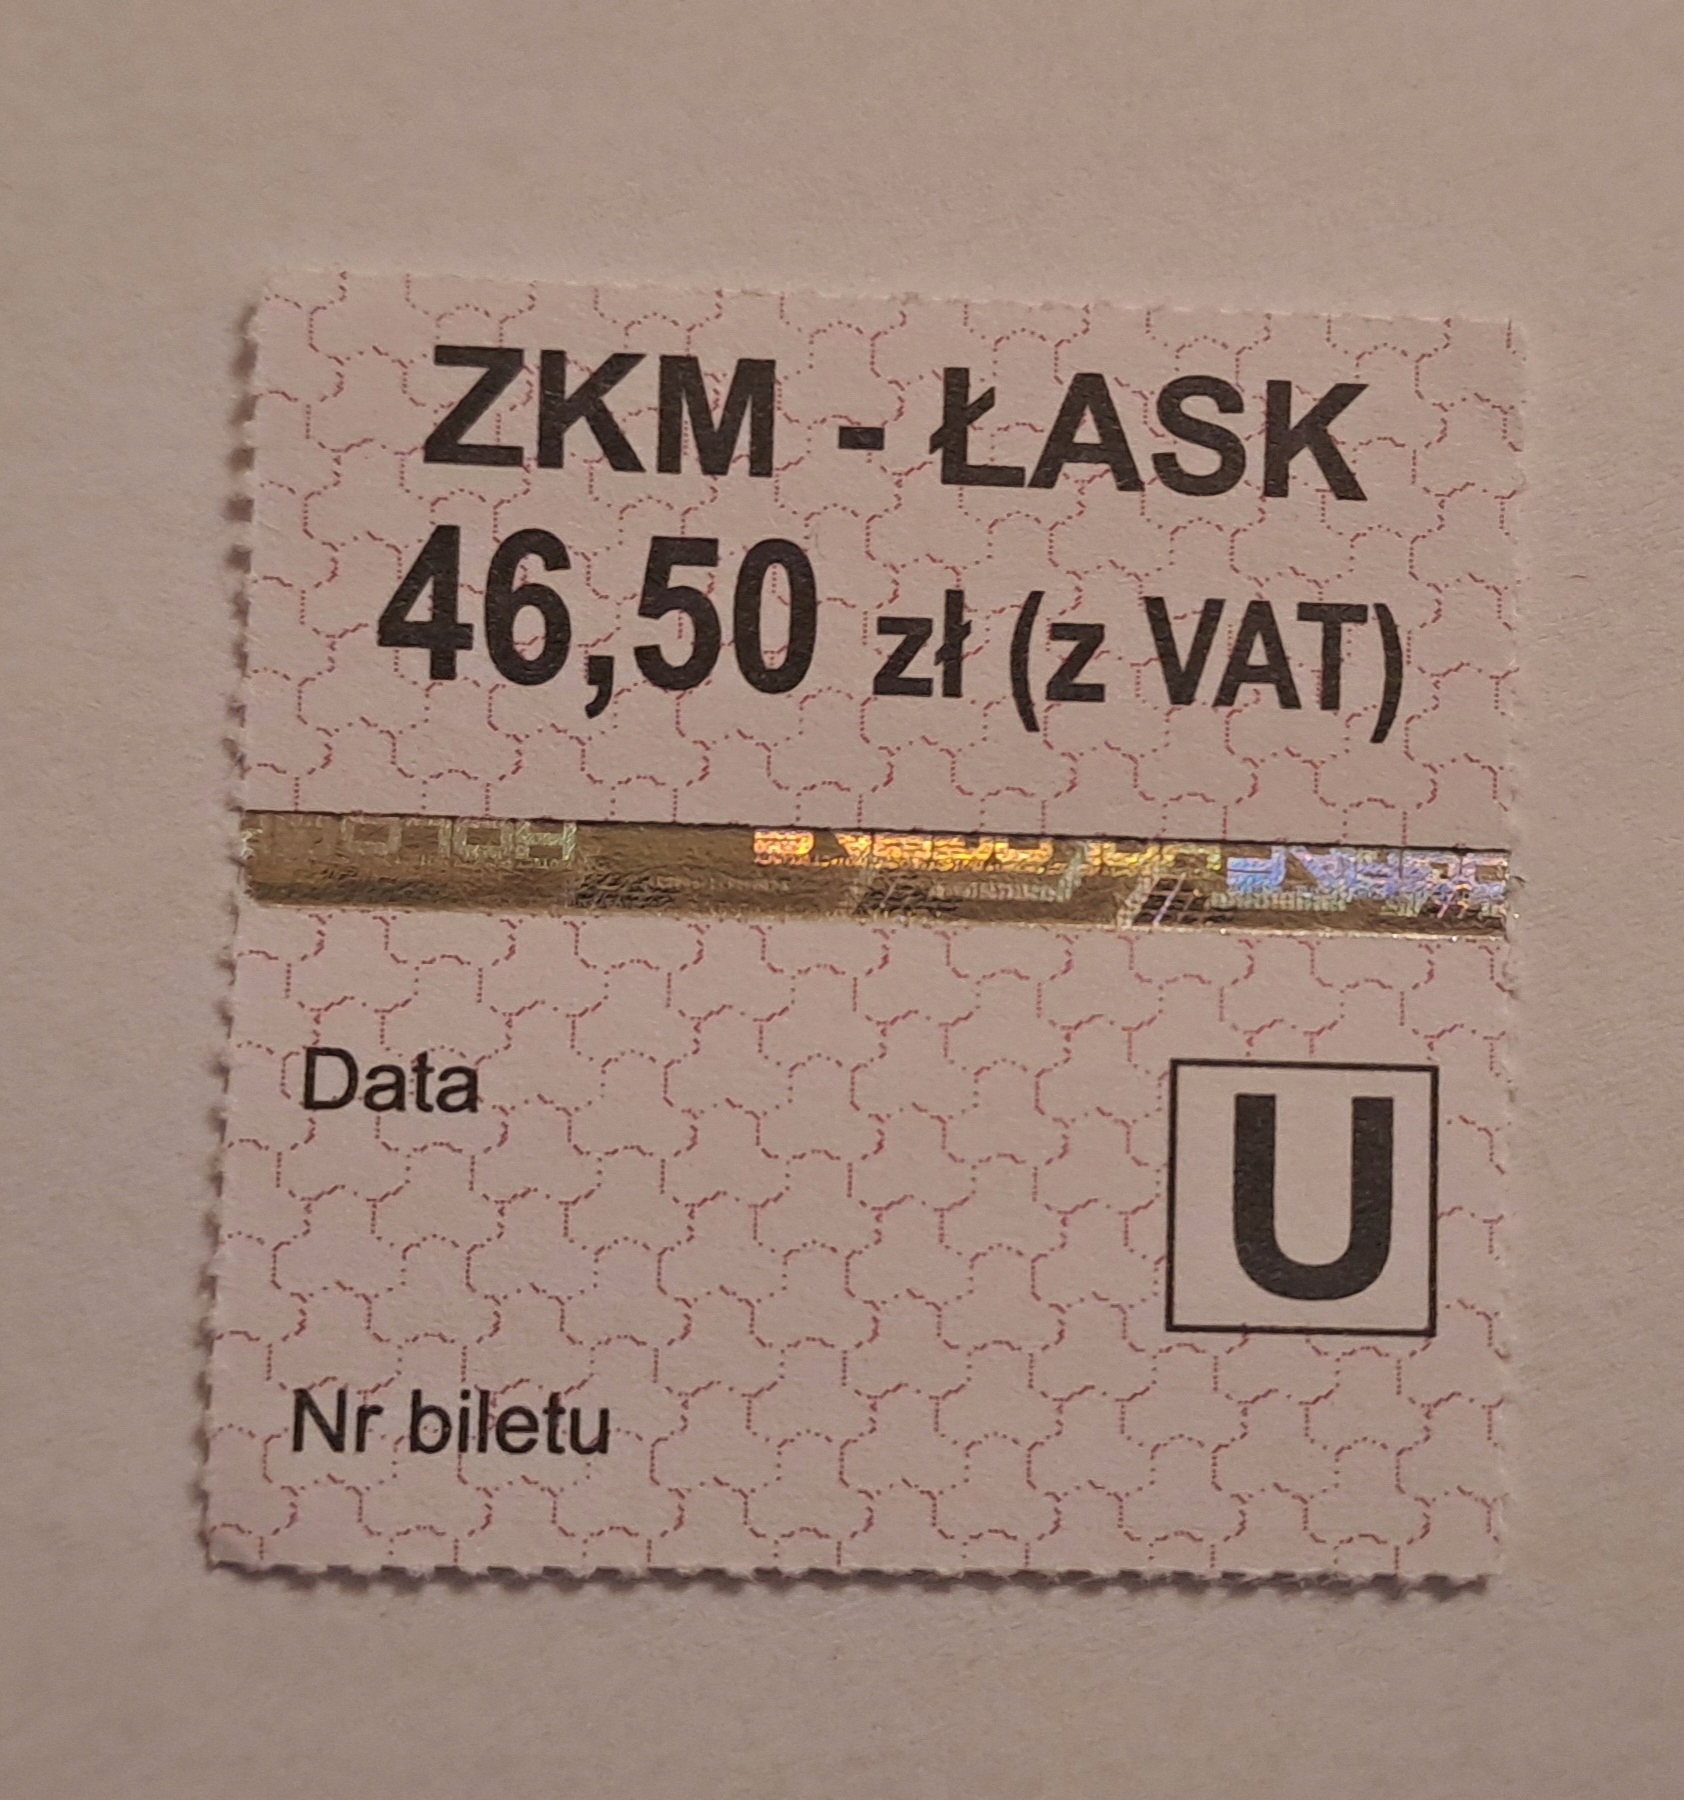 ZKM - ŁASK
46,50 zł (z VAT)
Data
U
Nr biletu